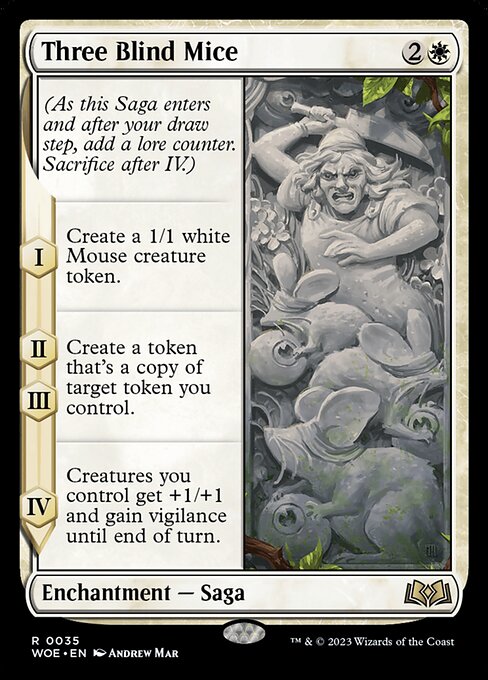 Three Blind Mice 2
(As this Saga enters
and after your draw
step, add a lore counter.
Sacrifice after IV.)
I
Create a 1/1 white
Mouse creature
token.
II
III
Create a token
that's a copy of
target token you
control.
IV
Creatures you
control get +1/+1
and gain vigilance
until end of turn.
Enchantment — Saga
R 0035
WOE • EN Andrew Mar
™ & © 2023 Wizards of the Coast